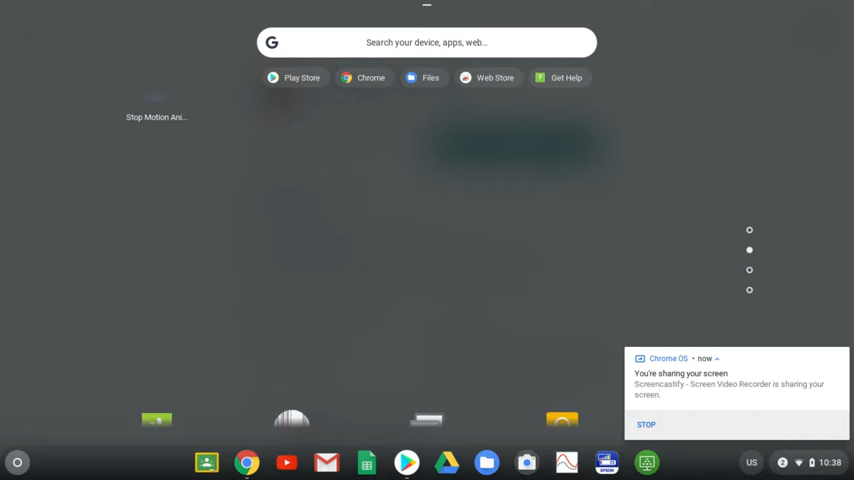 Search your device, apps, web...
Play Store
Chrome
Files
Web Store
Get Help
Stop Motion Ani...
Chrome OS • now
You're sharing your screen
Screencastify - Screen Video Recorder is sharing your
screen.
STOP
EPSON
US
2
10:38